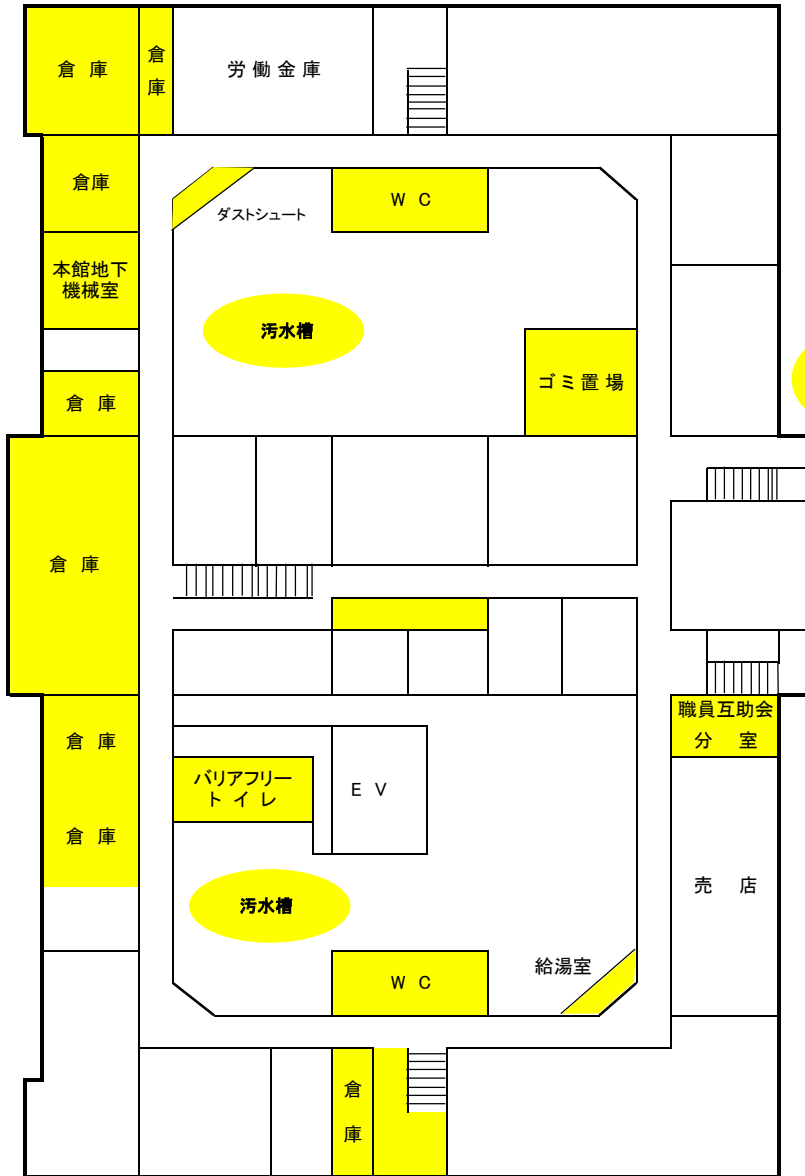 倉 庫
倉
庫
労 働 金 庫
倉庫
W C
ダストシュート
本館地下
機械室
汚水槽
ゴ ミ 置 場
倉 庫
倉 庫
職員互助会
分 室
倉 庫
バリアフリー
ト イ レ
E V
倉 庫
売 店
汚水槽
給湯室
W C
倉
庫